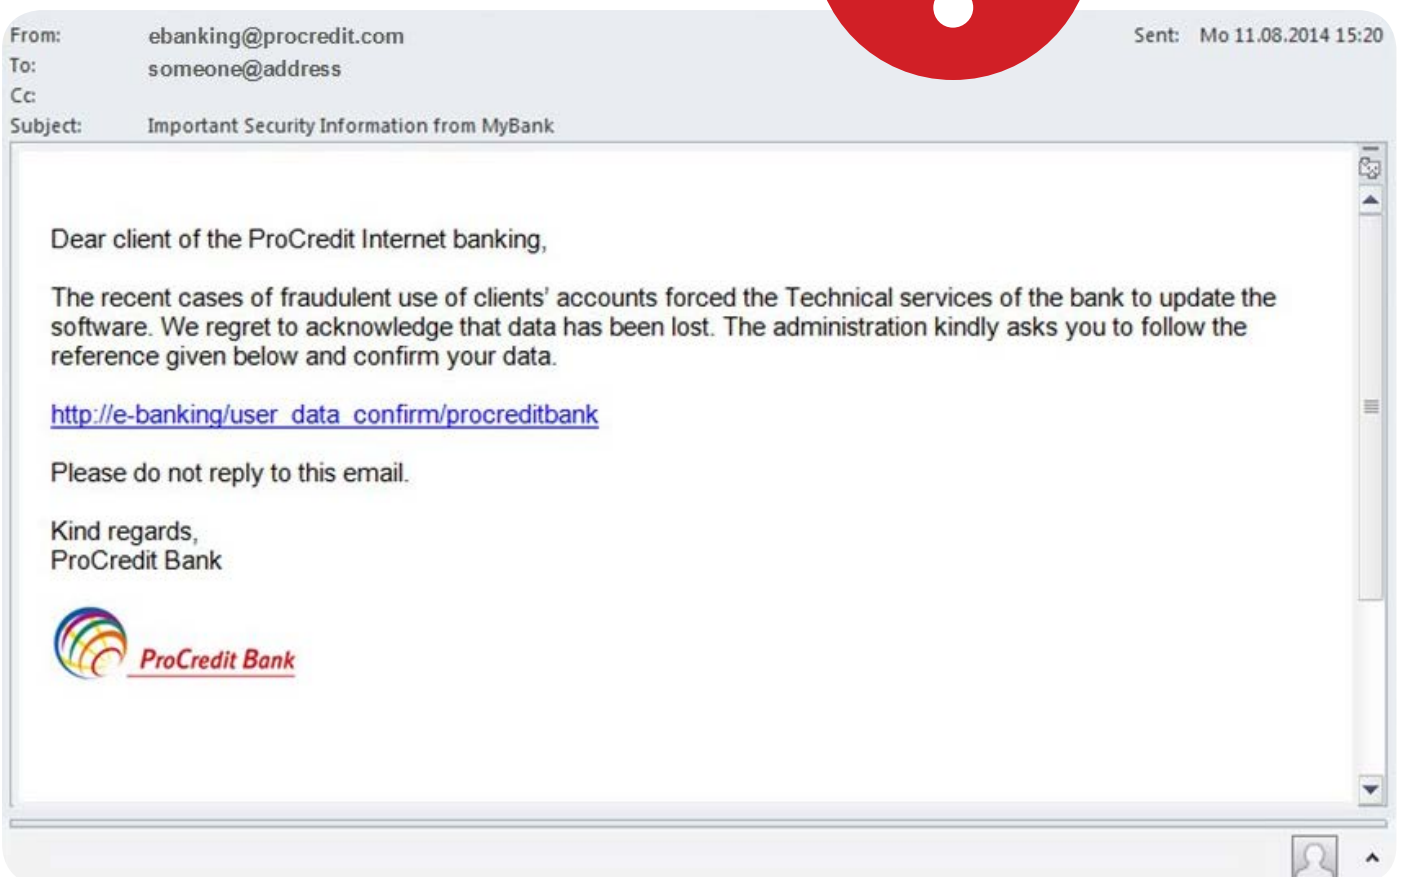 From: ebanking@procredit.com Sent: Mo 11.08.2014 15:20
To: someone@address
Cc:
Subject: Important Security Information from MyBank
Dear client of the ProCredit Internet banking,
The recent cases of fraudulent use of clients' accounts forced the Technical services of the bank to update the
software. We regret to acknowledge that data has been lost. The administration kindly asks you to follow the
reference given below and confirm your data.
http://e-banking/user_data_confirm/procreditbank
Please do not reply to this email.
Kind regards,
ProCredit Bank
ProCredit Bank